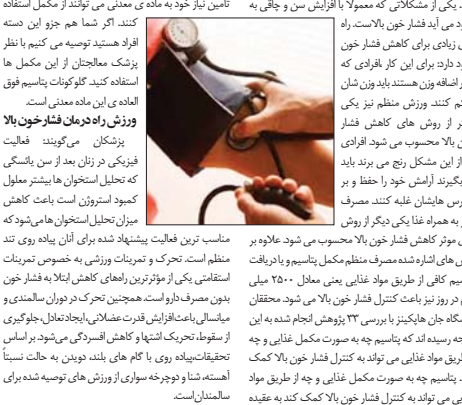 یکی از مشکلاتی که معمولا با افزایش سن و چاقی به
می آید فشار خون بالاست. راه
زیادی برای کاهش فشار خون
دارد؛ برای این کار بافرادی که
اضافه وزن هستند باید وزن شان
کنند. ورزش منظم نیز یکی
از روش های کاهش فشار
بالا محسوب می شود. افرادی
از این مشکل رنج می برند باید
بگیرند آرامش خود را حفظ و بر
هایشان غلبه کنند. مصرف
به همراه غذا یکی دیگر از روش
موثر کاهش فشار خون بالا محسوب می شود. علاوه بر
های اشاره شده مصرف منظم مکمل پتاسیم و یا دریافت
کافی از طریق مواد غذایی یعنی معادل ۲۵۰۰ میلی
در روز نیز باعث کنترل فشار خون بالا می شود. محققان
جان هاپکینز با بررسی ۳۳ پژوهش انجام شده به این
رسیده اند که پتاسیم چه به صورت مکمل غذایی و چه
طریق مواد غذایی می تواند به کنترل فشار خون بالا کمک
پتاسیم چه به صورت مکمل غذایی و چه از طریق مواد
می تواند به کنترل فشار خون بالا کمک کند به عقیده
تامین نیاز خود به ماده ی معدنی می توانند از مکمل استفاده
کنند. اگر شما هم جزو این دسته
افراد هستید توصیه می کنیم با نظر
پزشک معالجتان از این مکمل ها
استفاده کنید. گلوکونات پتاسیم فوق
العاده ی این ماده معدنی است.
ورزش راه درمان فشار خون بالا
پزشکان می‌گویند: فعالیت
فیزیکی در زنان بعد از سن یائسگی
که تحلیل استخوان ها بیشتر معلول
کمبود استروژن است باعث کاهش
میزان تحلیل استخوان ها می‌شود که
مناسب ترین فعالیت پیشنهاد شده برای آنان پیاده روی تند
منظم است. تحرک و تمرینات ورزشی به خصوص تمرینات
استقامتی یکی از مؤثرترین راه‌های کاهش ابتلا به فشار خون
بدون مصرف دارو است. همچنین تحرک در دوران سالمندی و
میانسالی باعث افزایش قدرت عضلانی، ایجاد تعادل، جلوگیری
از سقوط، تحریک اشتها و کاهش افسردگی می‌شود. بر اساس
تحقیقات، پیاده روی با گام های بلند، دویدن به حالت نسبتاً
آهسته، شنا و دوچرخه سواری از ورزش های توصیه شده برای
سالمندان است.